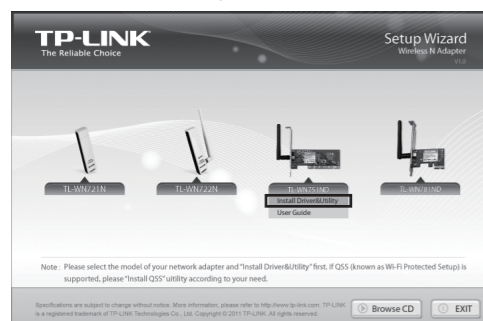 TP-LINK
The Reliable Choice
Setup Wizard
Wireless N Adapter
V1.0
TL-WN721N
TL-WN722N
TL-WN751ND
TL-WN781ND
Install Driver&Utility
User Guide
Note : Please select the model of your network adapter and "Install Driver&Utility" first. If QSS (known as Wi-Fi Protected Setup) is
supported, please "Install QSS" uitility according to your need.
Specifications are subject to change without notice. More information, please refer to http://www.tp-link.com. TP-LINK
is a registered trademark of TP-LINK Technologies Co., Ltd. Copyright © 2011 TP-LINK. All rights reserved.
Browse CD
EXIT